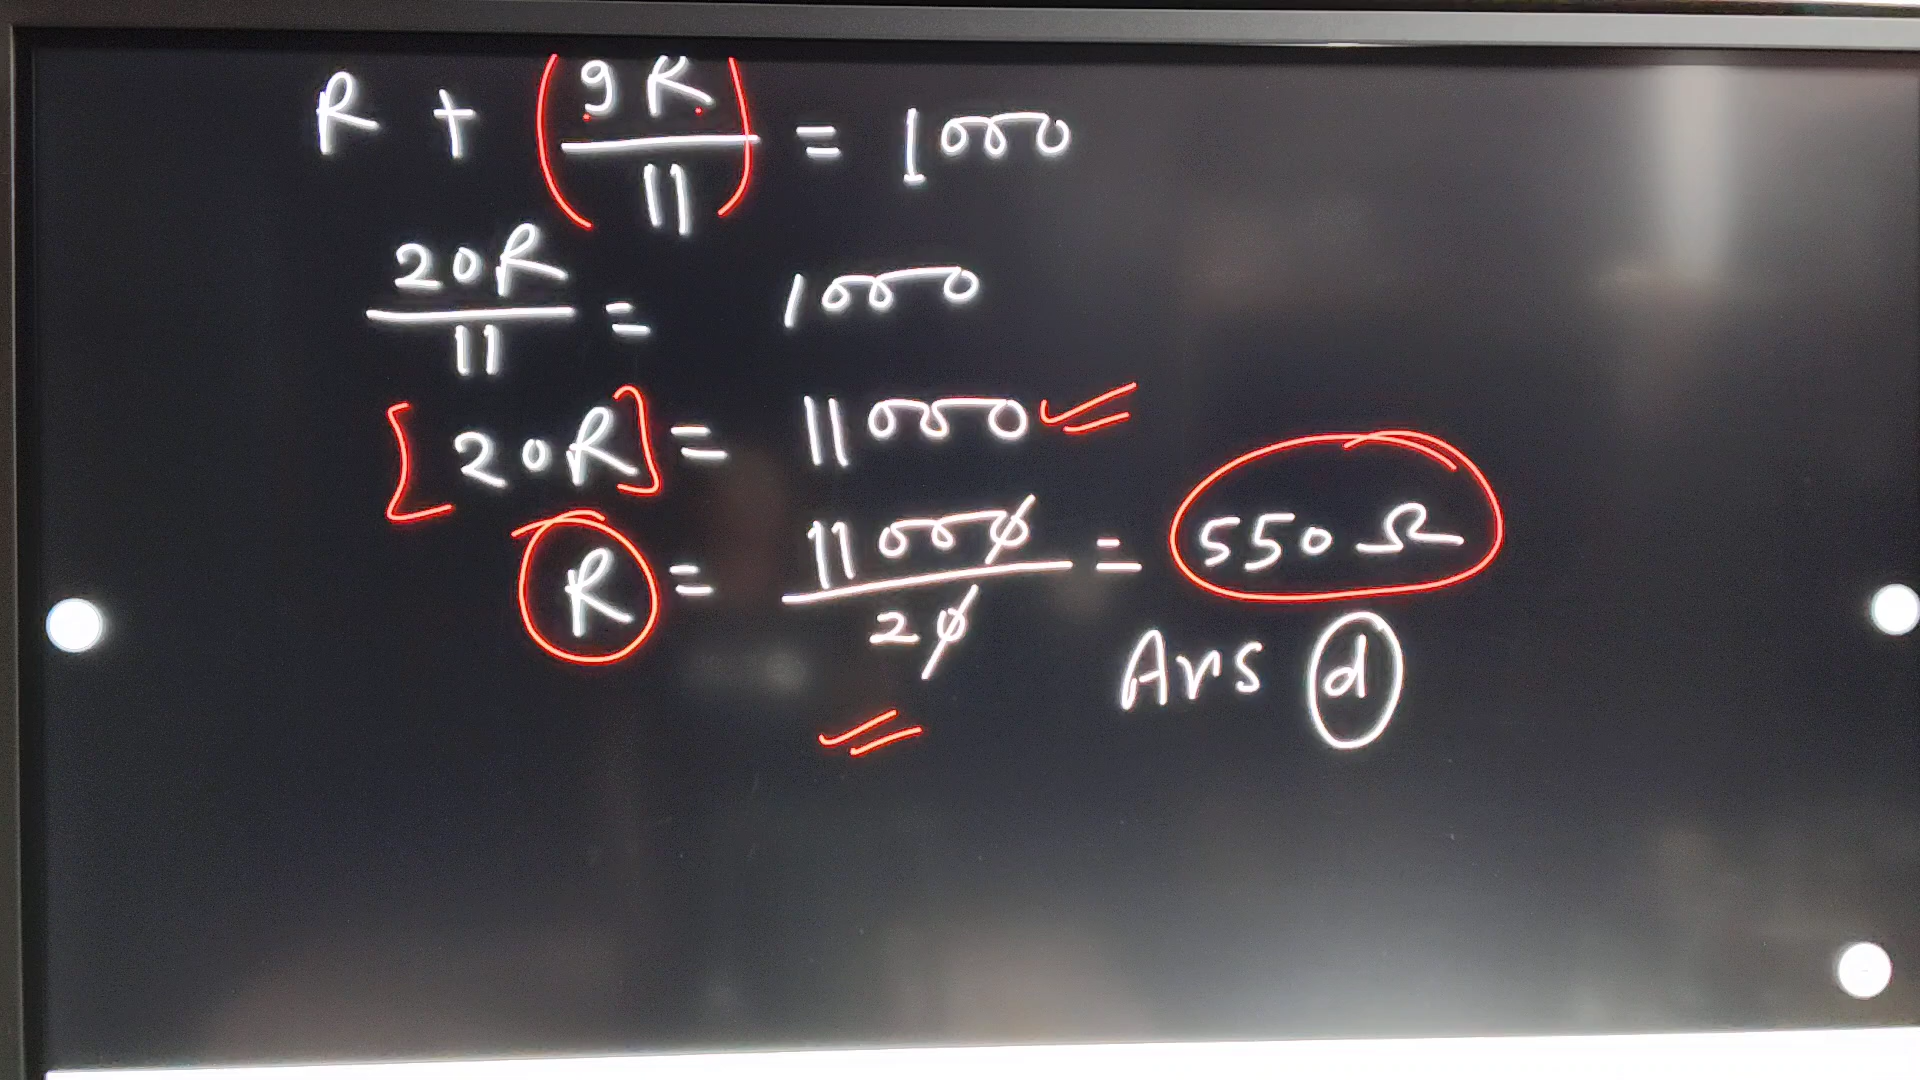 R + (9R/11) = 1000
20R/11 = 1000
[20R] = 11000
R = 11000/20 = 550 Ω
Ans (d)